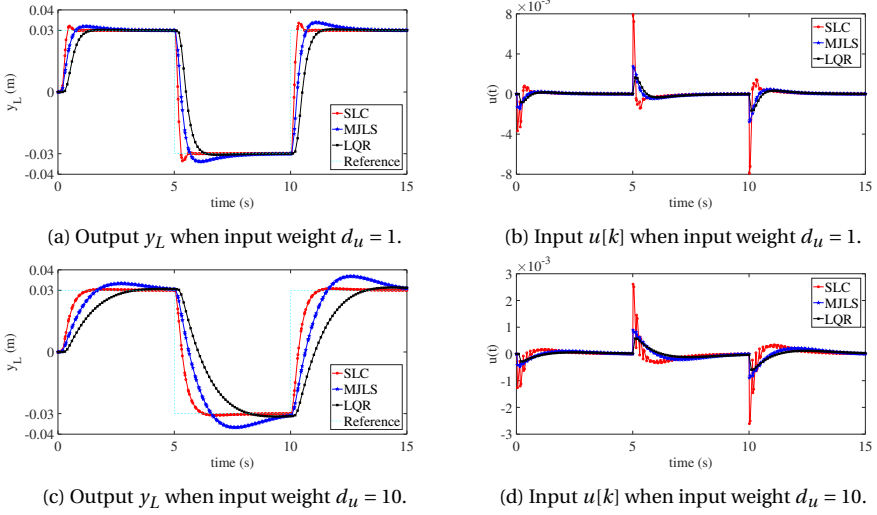 0.04
0.03
0
-0.03
-0.04
y_L (m)
SLC
MJLS
LQR
Reference
0 5 10 15
time (s)
(a) Output y_L when input weight d_u = 1.
×10⁻³
8
4
0
-4
-8
u(t)
SLC
MJLS
LQR
0 5 10 15
time (s)
(b) Input u[k] when input weight d_u = 1.
0.04
0.03
0
-0.03
-0.04
y_L (m)
SLC
MJLS
LQR
Reference
0 5 10 15
time (s)
(c) Output y_L when input weight d_u = 10.
×10⁻³
3
2
1
0
-1
-2
-3
u(t)
SLC
MJLS
LQR
0 5 10 15
time (s)
(d) Input u[k] when input weight d_u = 10.